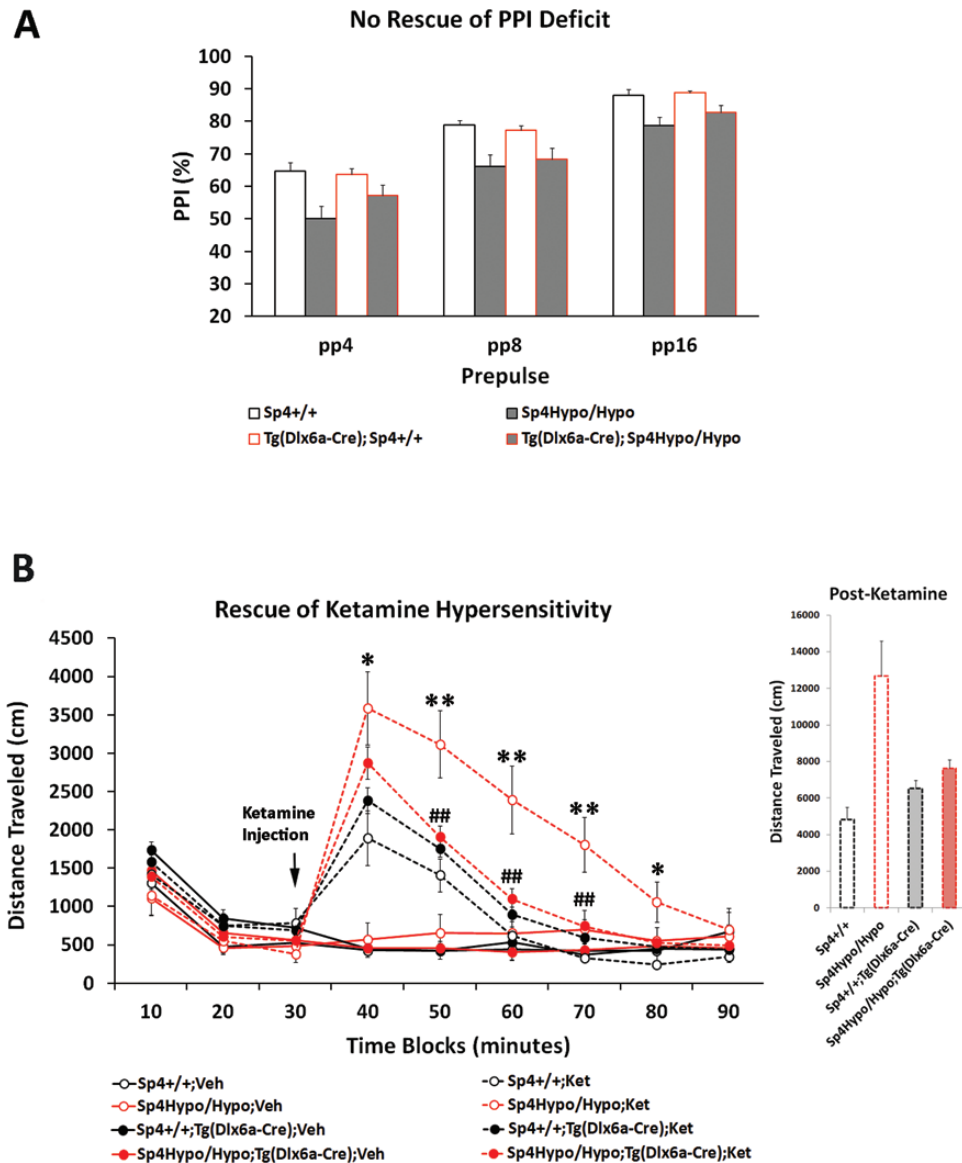 A
No Rescue of PPI Deficit
100
90
80
70
60
50
40
30
20
PPI (%)
pp4 pp8 pp16
Prepulse
Sp4+/+ Sp4Hypo/Hypo
Tg(Dlx6a-Cre); Sp4+/+ Tg(Dlx6a-Cre); Sp4Hypo/Hypo
B
Rescue of Ketamine Hypersensitivity
4500
4000
3500
3000
2500
2000
1500
1000
500
0
Distance Traveled (cm)
Ketamine
Injection
* ** ** ** *
## ## ##
10 20 30 40 50 60 70 80 90
Time Blocks (minutes)
Sp4+/+;Veh Sp4+/+;Ket
Sp4Hypo/Hypo;Veh Sp4Hypo/Hypo;Ket
Sp4+/+;Tg(Dlx6a-Cre);Veh Sp4+/+;Tg(Dlx6a-Cre);Ket
Sp4Hypo/Hypo;Tg(Dlx6a-Cre);Veh Sp4Hypo/Hypo;Tg(Dlx6a-Cre);Ket
Post-Ketamine
16000
14000
12000
10000
8000
6000
4000
2000
0
Distance Traveled (cm)
Sp4+/+
Sp4Hypo/Hypo
Sp4+/+;Tg(Dlx6a-Cre)
Sp4Hypo/Hypo;Tg(Dlx6a-Cre)